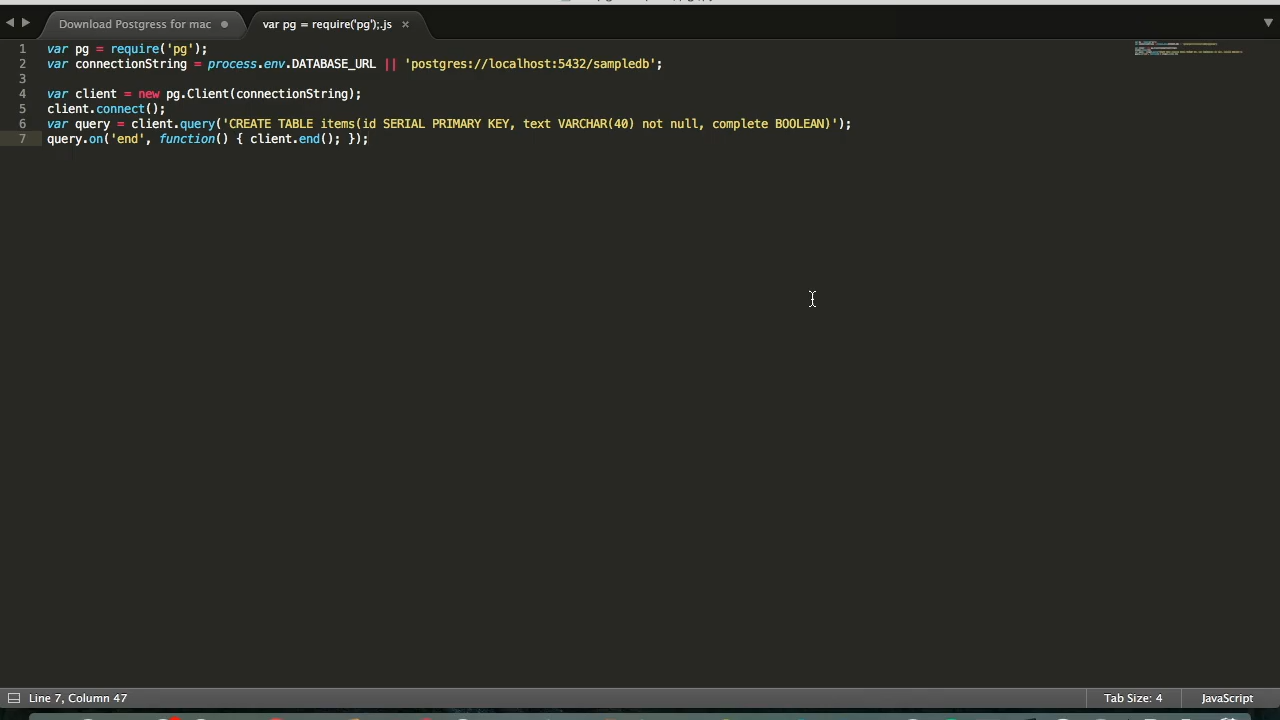 Download Postgress for mac
var pg = require('pg');.js
1 var pg = require('pg');
2 var connectionString = process.env.DATABASE_URL || 'postgres://localhost:5432/sampledb';
3
4 var client = new pg.Client(connectionString);
5 client.connect();
6 var query = client.query('CREATE TABLE items(id SERIAL PRIMARY KEY, text VARCHAR(40) not null, complete BOOLEAN)');
7 query.on('end', function() { client.end(); });
Line 7, Column 47
Tab Size: 4
JavaScript